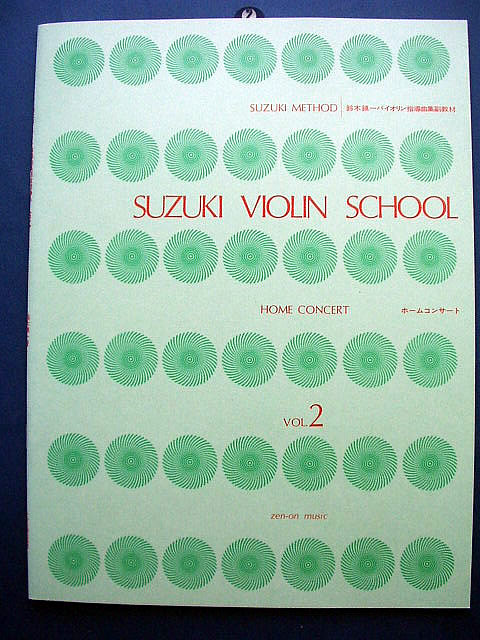 SUZUKI METHOD 鈴木鎮一バイオリン指導曲集副教材
SUZUKI VIOLIN SCHOOL
HOME CONCERT ホームコンサート
VOL.2
zen-on music